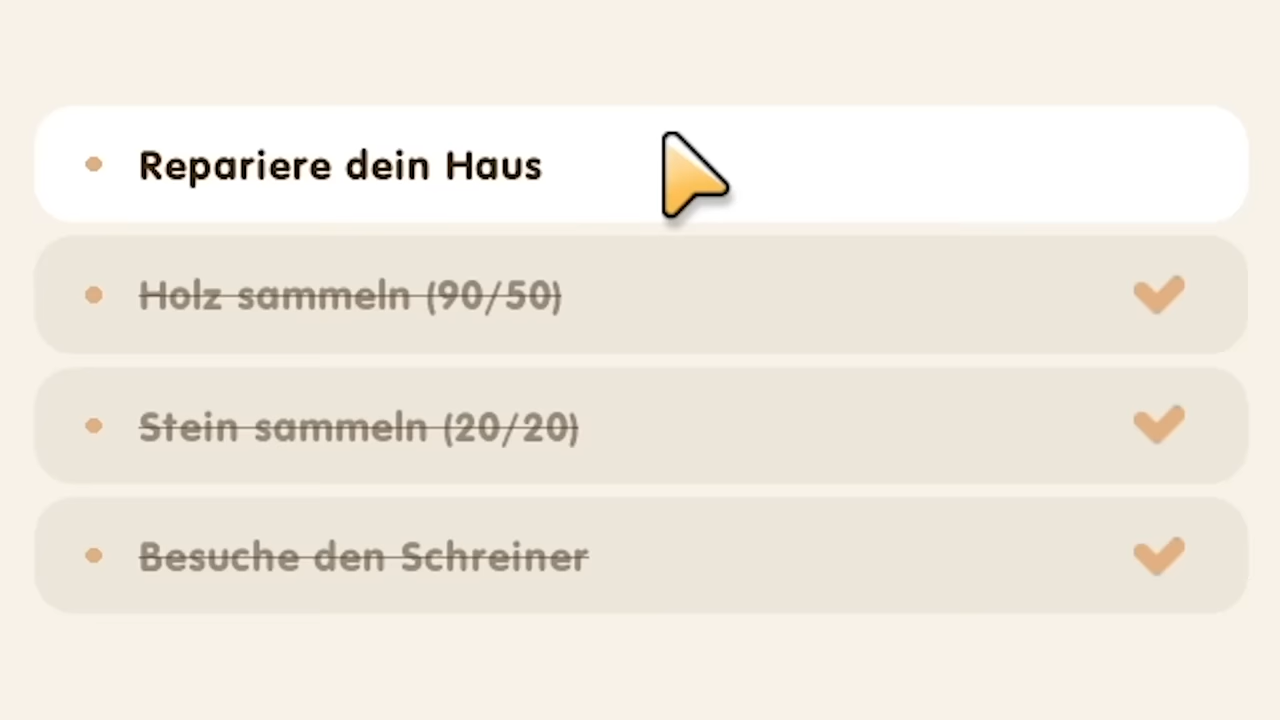 Repariere dein Haus
Holz sammeln (90/50)
Stein sammeln (20/20)
Besuche den Schreiner